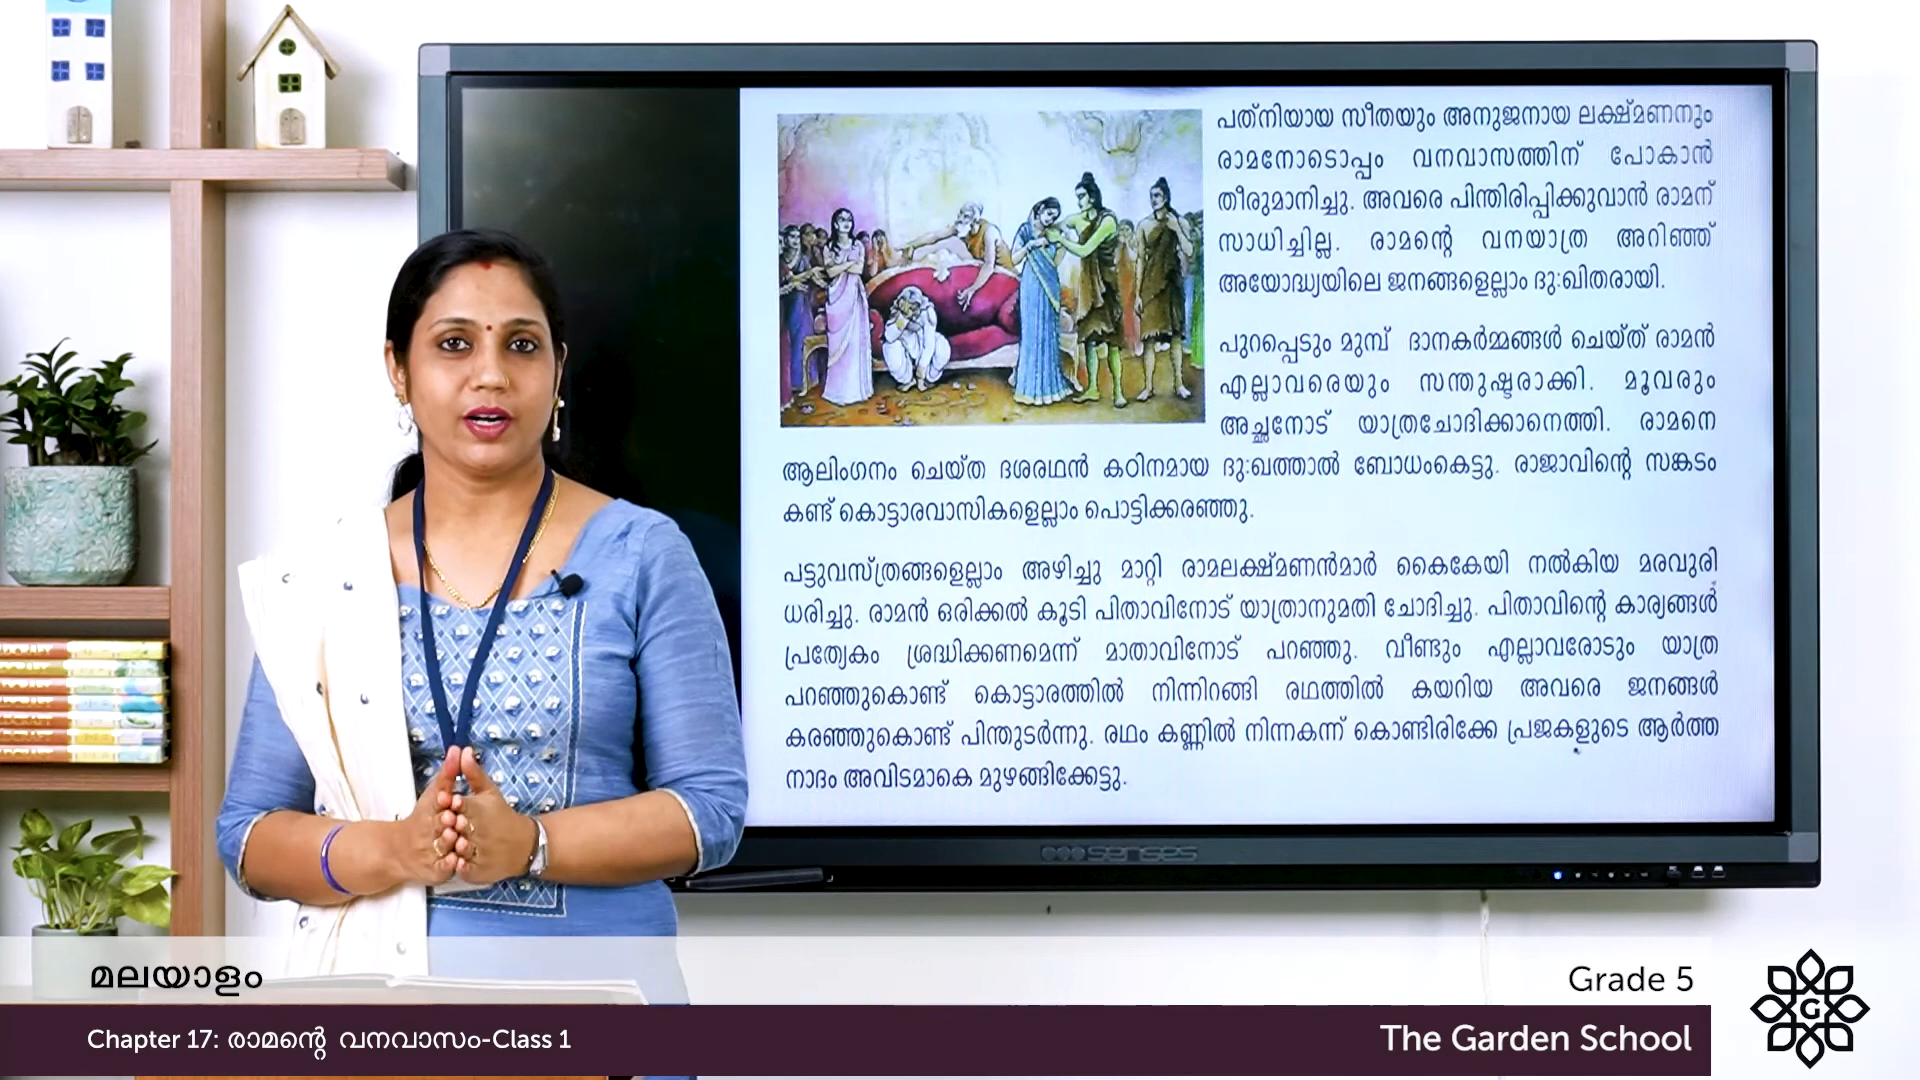 പത്നിയായ സീതയും അനുജനായ ലക്ഷ്മണനും
രാമനോടൊപ്പം വനവാസത്തിന് പോകാൻ
തീരുമാനിച്ചു. അവരെ പിന്തിരിപ്പിക്കുവാൻ രാമന്
സാധിച്ചില്ല. രാമന്റെ വനയാത്ര അറിഞ്ഞ്
അയോദ്ധ്യയിലെ ജനങ്ങളെല്ലാം ദു:ഖിതരായി.
പുറപ്പെടും മുമ്പ് ദാനകർമ്മങ്ങൾ ചെയ്ത് രാമൻ
എല്ലാവരെയും സന്തുഷ്ടരാക്കി. മൂവരും
അച്ഛനോട് യാത്രചോദിക്കാനെത്തി. രാമനെ
ആലിംഗനം ചെയ്ത ദശരഥൻ കഠിനമായ ദു:ഖത്താൽ ബോധംകെട്ടു. രാജാവിന്റെ സങ്കടം
കണ്ട് കൊട്ടാരവാസികളെല്ലാം പൊട്ടിക്കരഞ്ഞു.
പട്ടുവസ്ത്രങ്ങളെല്ലാം അഴിച്ചു മാറ്റി രാമലക്ഷ്മണൻമാർ കൈകേയി നൽകിയ മരവുരി
ധരിച്ചു. രാമൻ ഒരിക്കൽ കൂടി പിതാവിനോട് യാത്രാനുമതി ചോദിച്ചു. പിതാവിന്റെ കാര്യങ്ങൾ
പ്രത്യേകം ശ്രദ്ധിക്കണമെന്ന് മാതാവിനോട് പറഞ്ഞു. വീണ്ടും എല്ലാവരോടും യാത്ര
പറഞ്ഞുകൊണ്ട് കൊട്ടാരത്തിൽ നിന്നിറങ്ങി രഥത്തിൽ കയറിയ അവരെ ജനങ്ങൾ
കരഞ്ഞുകൊണ്ട് പിന്തുടർന്നു. രഥം കണ്ണിൽ നിന്നകന്ന് കൊണ്ടിരിക്കേ പ്രജകളുടെ ആർത്ത
നാദം അവിടമാകെ മുഴങ്ങിക്കേട്ടു.
senses
മലയാളം
Grade 5
Chapter 17: രാമന്റെ വനവാസം-Class 1
The Garden School
G